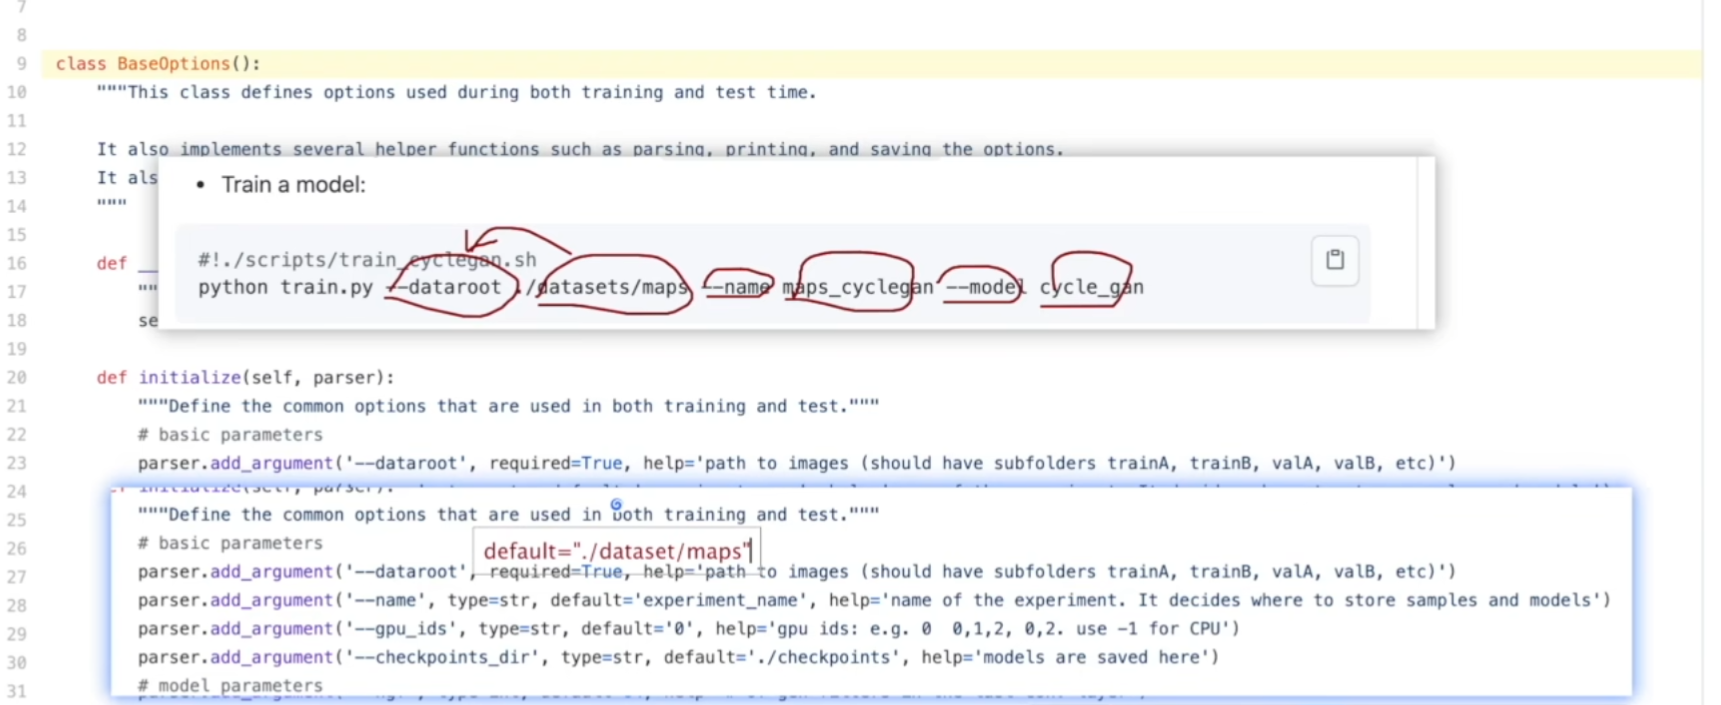 7
8
9 class BaseOptions():
10 """This class defines options used during both training and test time.
11
12 It also implements several helper functions such as parsing, printing, and saving the options.
13 It als
14 """
15
16 def __
17 ""
18 se
19
• Train a model:
#!./scripts/train_cyclegan.sh
python train.py --dataroot ./datasets/maps --name maps_cyclegan --model cycle_gan
20 def initialize(self, parser):
21 """Define the common options that are used in both training and test."""
22 # basic parameters
23 parser.add_argument('--dataroot', required=True, help='path to images (should have subfolders trainA, trainB, valA, valB, etc)')
24 initialize(self, parser):
25 """Define the common options that are used in both training and test."""
26 # basic parameters
default="./dataset/maps"
27 parser.add_argument('--dataroot', required=True, help='path to images (should have subfolders trainA, trainB, valA, valB, etc)')
28 parser.add_argument('--name', type=str, default='experiment_name', help='name of the experiment. It decides where to store samples and models')
29 parser.add_argument('--gpu_ids', type=str, default='0', help='gpu ids: e.g. 0  0,1,2, 0,2. use -1 for CPU')
30 parser.add_argument('--checkpoints_dir', type=str, default='./checkpoints', help='models are saved here')
31 # model parameters